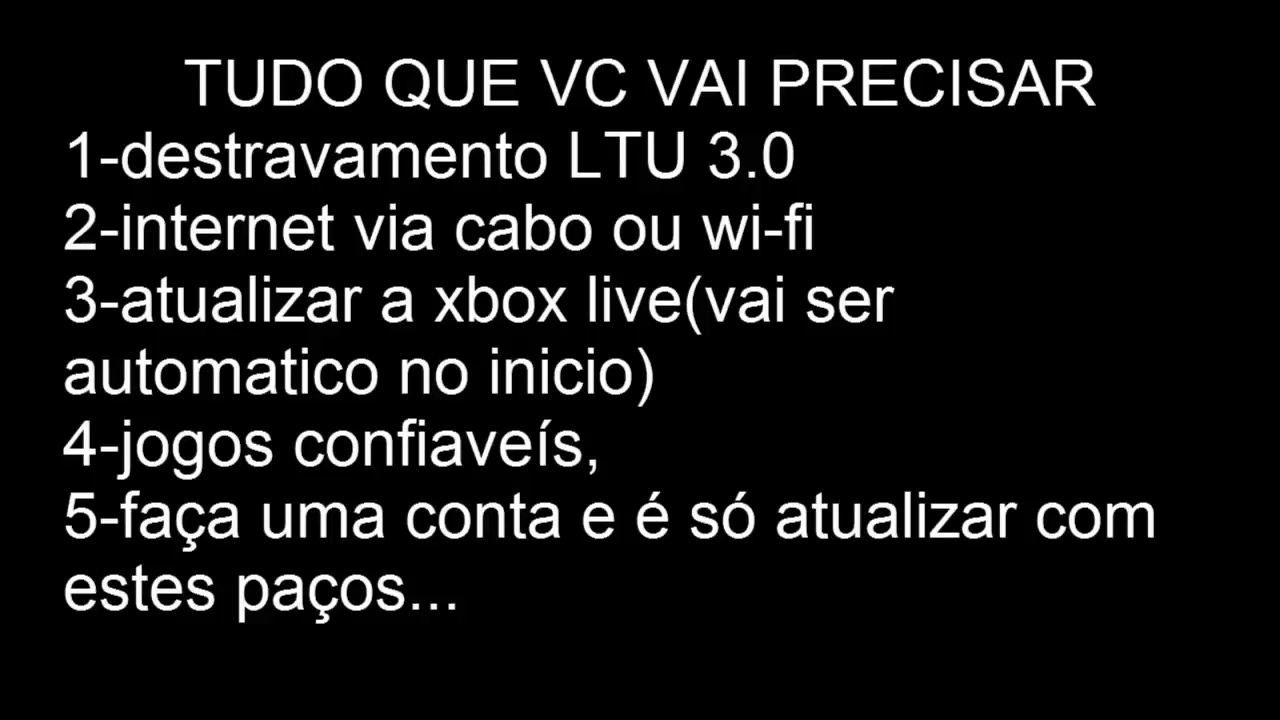 TUDO QUE VC VAI PRECISAR
1-destravamento LTU 3.0
2-internet via cabo ou wi-fi
3-atualizar a xbox live(vai ser
automatico no inicio)
4-jogos confiaveís,
5-faça uma conta e é só atualizar com
estes paços...